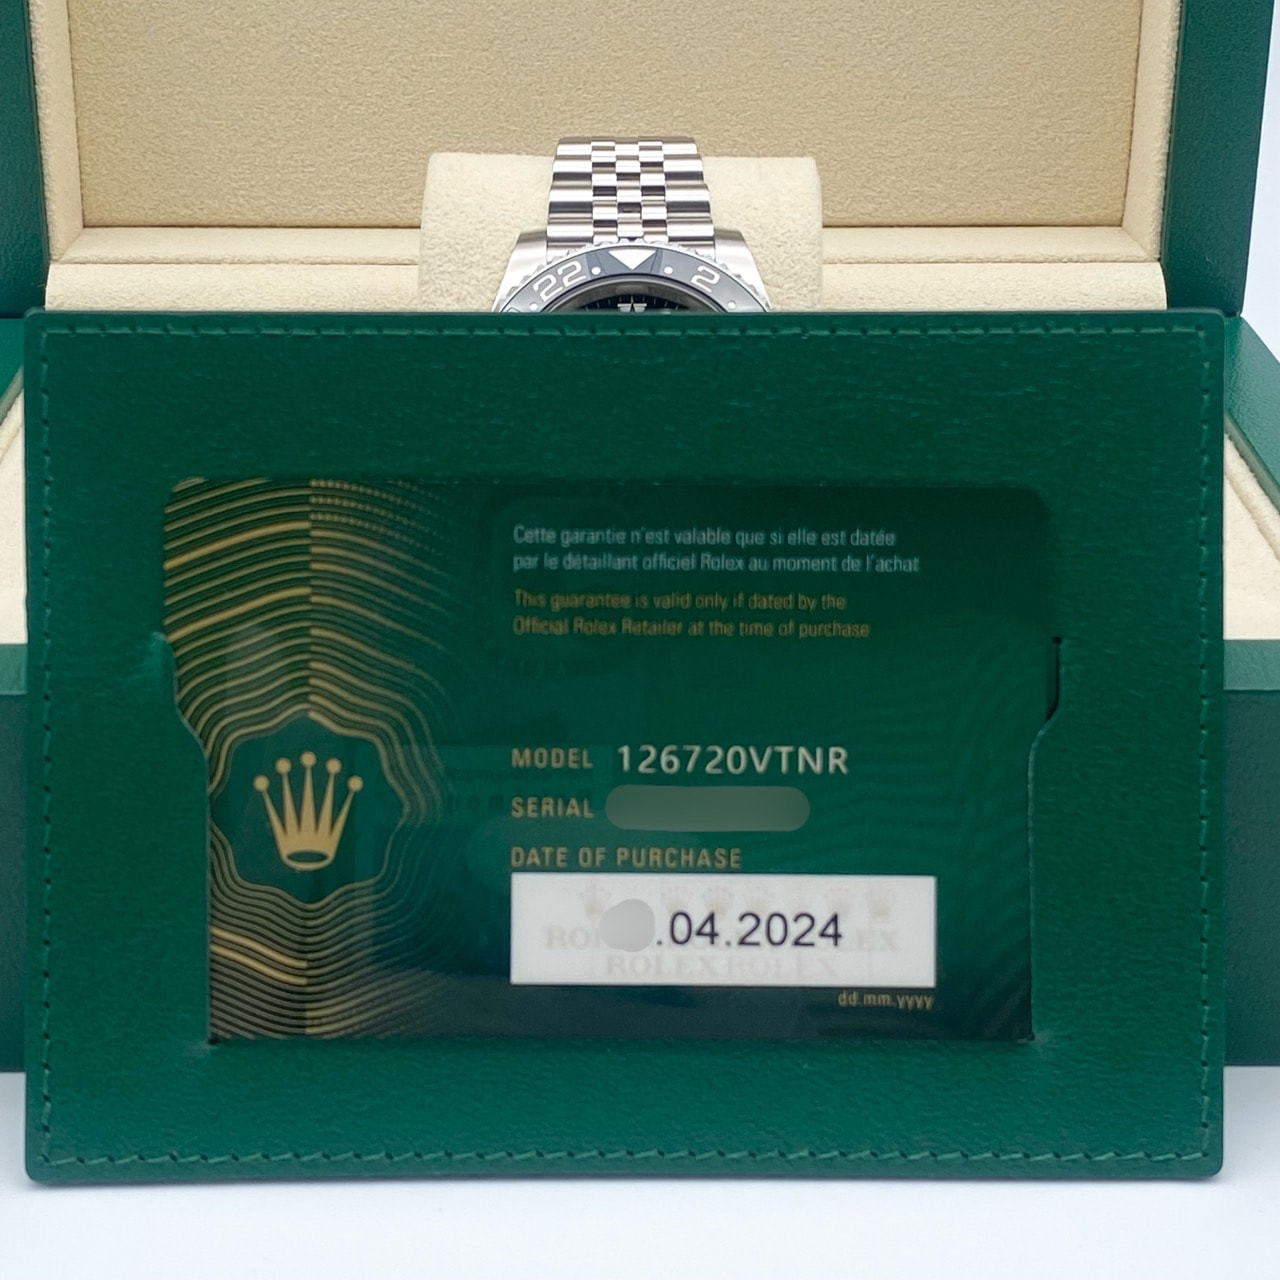 22 2
Cette garantie n'est valable que si elle est datée
par le détaillant officiel Rolex au moment de l'achat
This guarantee is valid only if dated by the
Official Rolex Retailer at the time of purchase
MODEL 126720VTNR
SERIAL
DATE OF PURCHASE
.04.2024
ROLEX ROLEX
dd.mm.yyyy